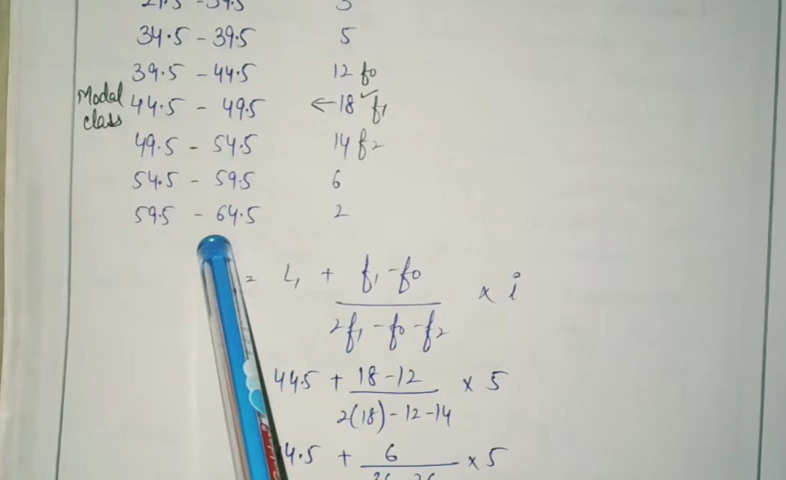 34.5 - 39.5 5
39.5 - 44.5 12 f0
Modal class 44.5 - 49.5 ← 18 ✓ f1
49.5 - 54.5 14 f2
54.5 - 59.5 6
59.5 - 64.5 2
= L1 + f1 - f0 / 2f1 - f0 - f2 × i
44.5 + 18 - 12 / 2(18) - 12 - 14 × 5
4.5 + 6 / × 5